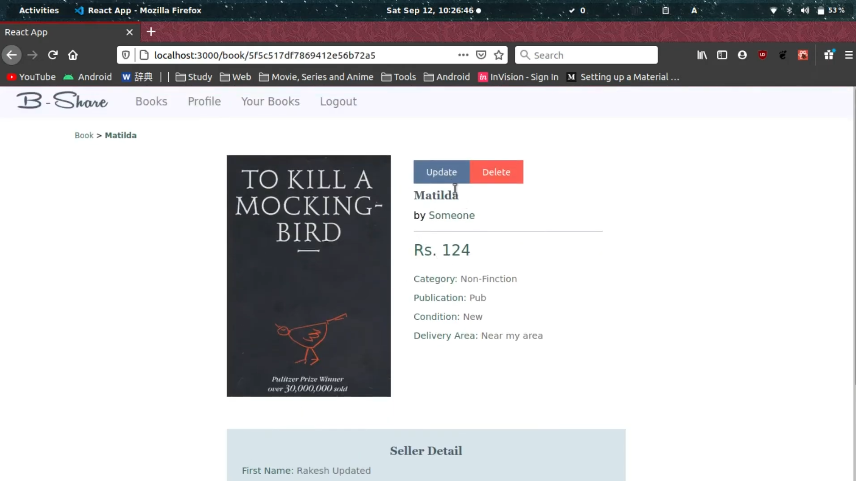 Activities React App - Mozilla Firefox Sat Sep 12, 10:26:46 0 A 53 %
React App
localhost:3000/book/5f5c517df7869412e56b72a5 Search
YouTube Android 辞典 Study Web Movie, Series and Anime Tools Android InVision - Sign In Setting up a Material ...
B - Share Books Profile Your Books Logout
Book > Matilda
TO KILL A
MOCKING-
BIRD
Pulitzer Prize Winner
over 30,000,000 sold
Update Delete
Matilda
by Someone
Rs. 124
Category: Non-Finction
Publication: Pub
Condition: New
Delivery Area: Near my area
Seller Detail
First Name: Rakesh Updated